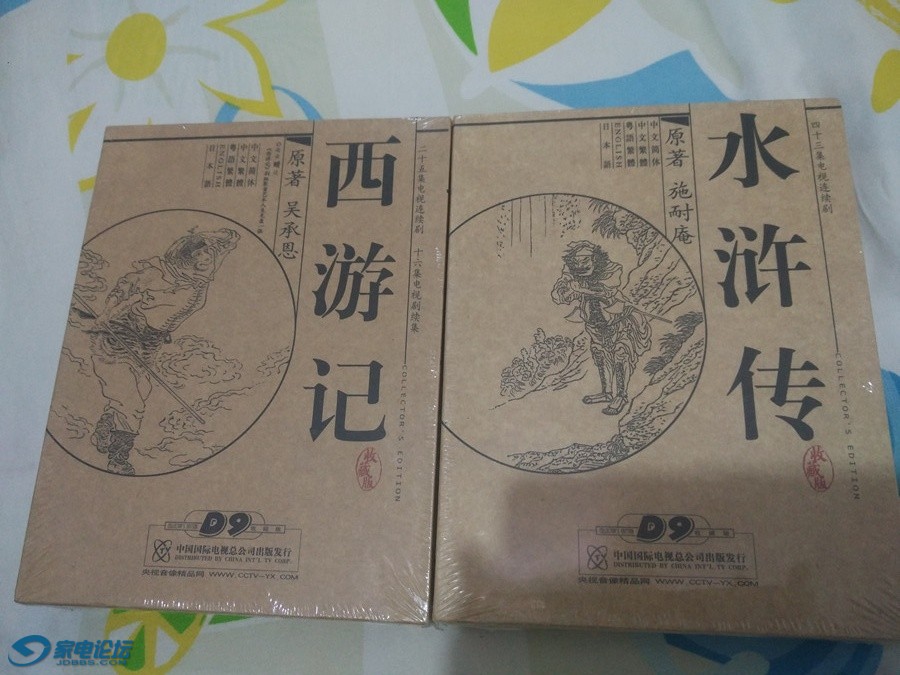 西游记
原著 吴承恩
二十五集电视连续剧 十六集电视剧续集
中文简体
中文繁體
粤語繁體
ENGLISH
日本語
COLLECTOR'S EDITION
收藏版
D9
中国国际电视总公司出版发行
DISTRIBUTED BY CHINA INT'L TV CORP.
央视音像精品网 WWW.CCTV-YX.COM
水浒传
原著 施耐庵
四十三集电视连续剧
中文简体
中文繁體
粤語繁體
ENGLISH
日本語
COLLECTOR'S EDITION
收藏版
D9
中国国际电视总公司出版发行
DISTRIBUTED BY CHINA INT'L TV CORP.
央视音像精品网 WWW.CCTV-YX.COM
家电论坛
JDBBS.COM